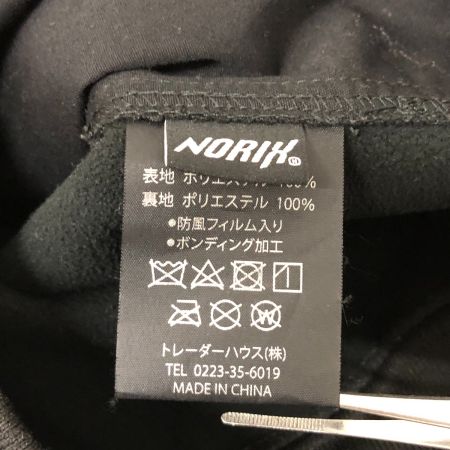 NORIX®
表地 ポリエステル 100%
裏地 ポリエステル 100%
●防風フィルム入り
●ボンディング加工
W
トレーダーハウス(株)
TEL 0223-35-6019
MADE IN CHINA